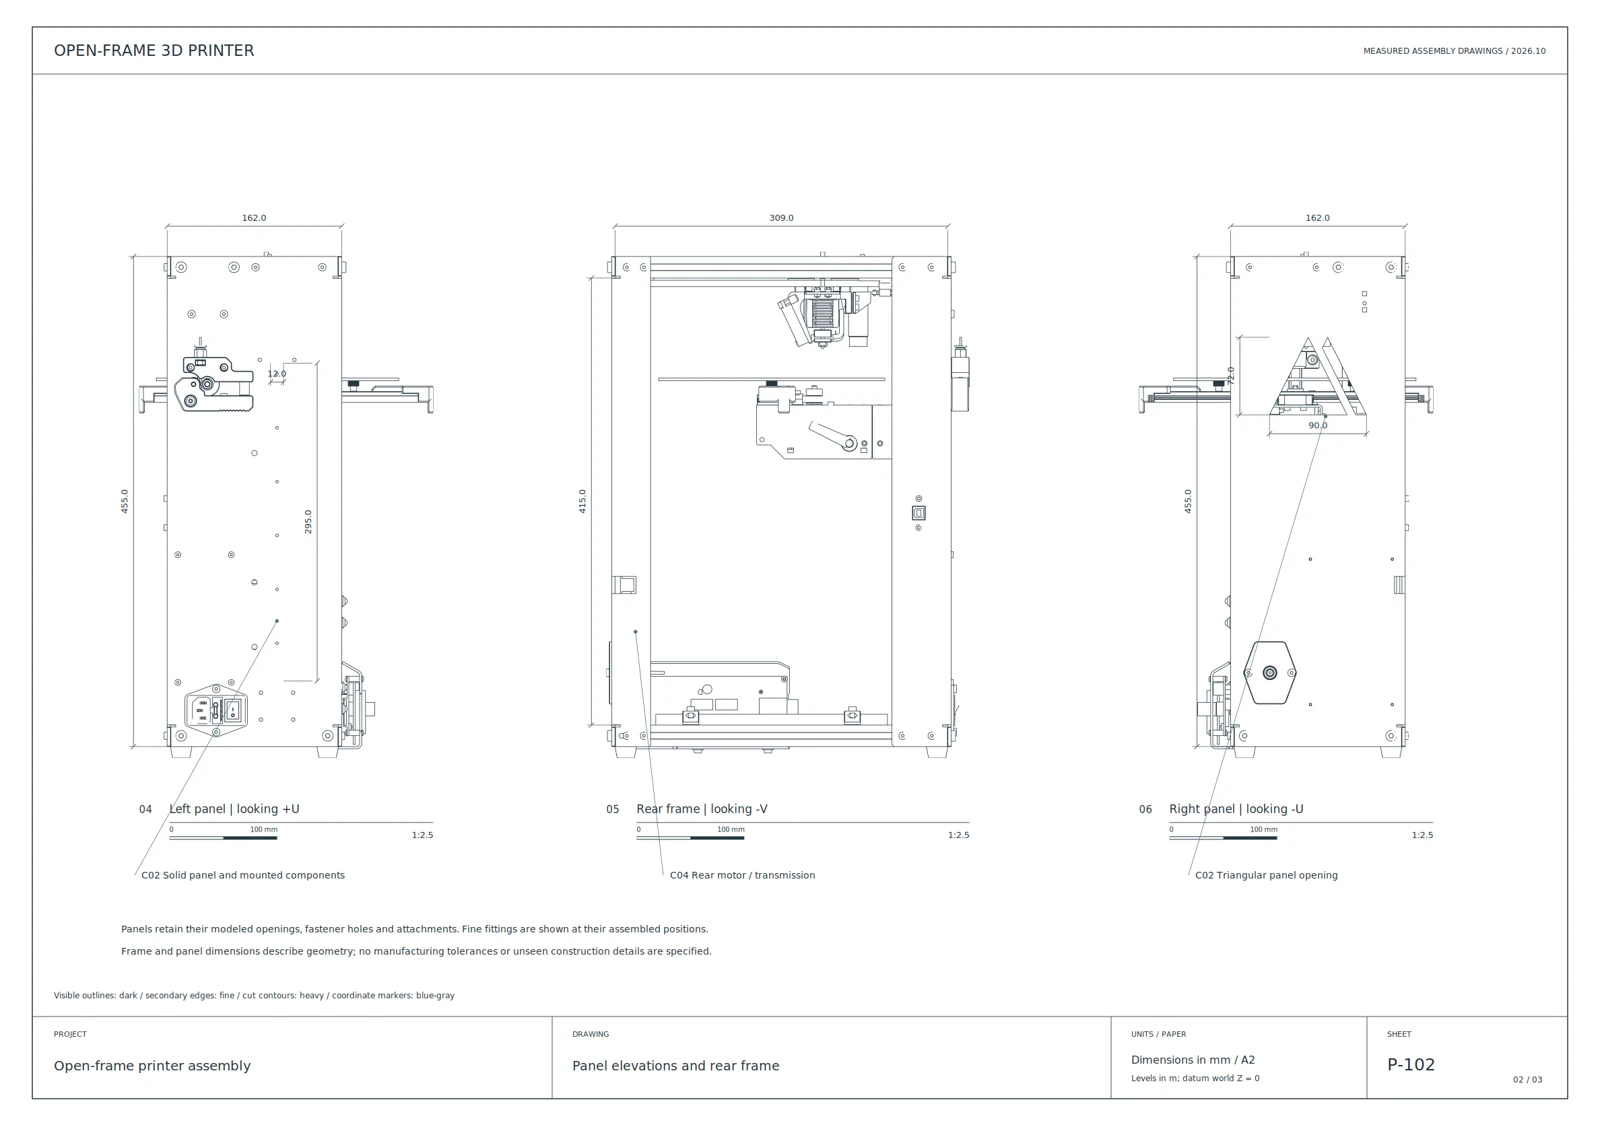 OPEN-FRAME 3D PRINTER
MEASURED ASSEMBLY DRAWINGS / 2026.10
162.0
309.0
162.0
12.0
72.0
90.0
455.0
295.0
415.0
455.0
04 Left panel | looking +U
0 100 mm
1:2.5
05 Rear frame | looking -V
0 100 mm
1:2.5
06 Right panel | looking -U
0 100 mm
1:2.5
C02 Solid panel and mounted components
C04 Rear motor / transmission
C02 Triangular panel opening
Panels retain their modeled openings, fastener holes and attachments. Fine fittings are shown at their assembled positions.
Frame and panel dimensions describe geometry; no manufacturing tolerances or unseen construction details are specified.
Visible outlines: dark / secondary edges: fine / cut contours: heavy / coordinate markers: blue-gray
PROJECT
Open-frame printer assembly
DRAWING
Panel elevations and rear frame
UNITS / PAPER
Dimensions in mm / A2
Levels in m; datum world Z = 0
SHEET
P-102
02 / 03